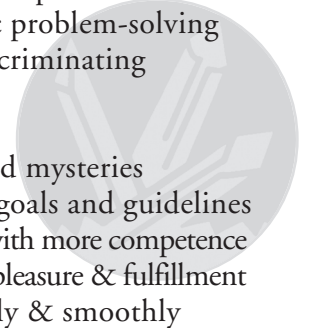 problem-solving
criminating
d mysteries
goals and guidelines
with more competence
pleasure & fulfillment
ly & smoothly